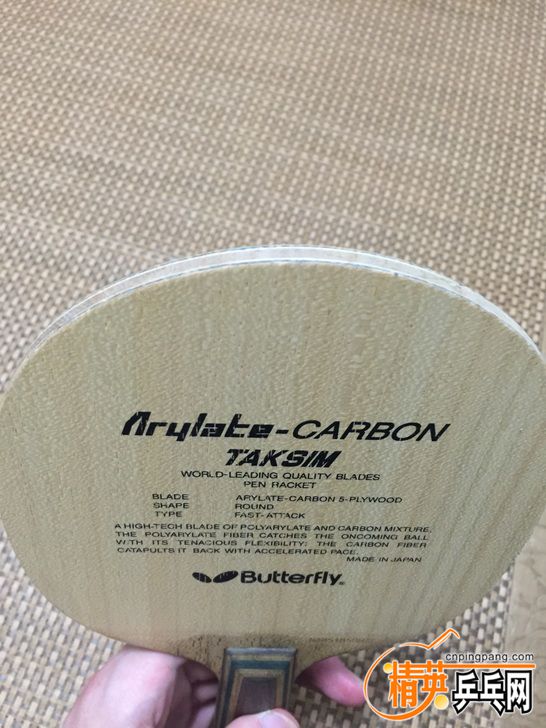 Arylate-CARBON
TAKSIM
WORLD-LEADING QUALITY BLADES
PEN RACKET
BLADE ARYLATE-CARBON 5-PLYWOOD
SHAPE ROUND
TYPE FAST-ATTACK
A HIGH-TECH BLADE OF POLYARYLATE AND CARBON MIXTURE.
THE POLYARYLATE FIBER CATCHES THE ONCOMING BALL
WITH ITS TENACIOUS FLEXIBILITY: THE CARBON FIBER
CATAPULTS IT BACK WITH ACCELERATED PACE.
MADE IN JAPAN
Butterfly®
cnpingpang.com
精英乒乓网